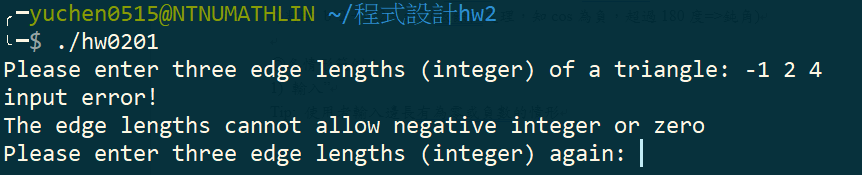 yuchen0515@NTNUMATHLIN ~/程式設計hw2
$ ./hw0201
Please enter three edge lengths (integer) of a triangle: -1 2 4
input error!
The edge lengths cannot allow negative integer or zero
Please enter three edge lengths (integer) again: